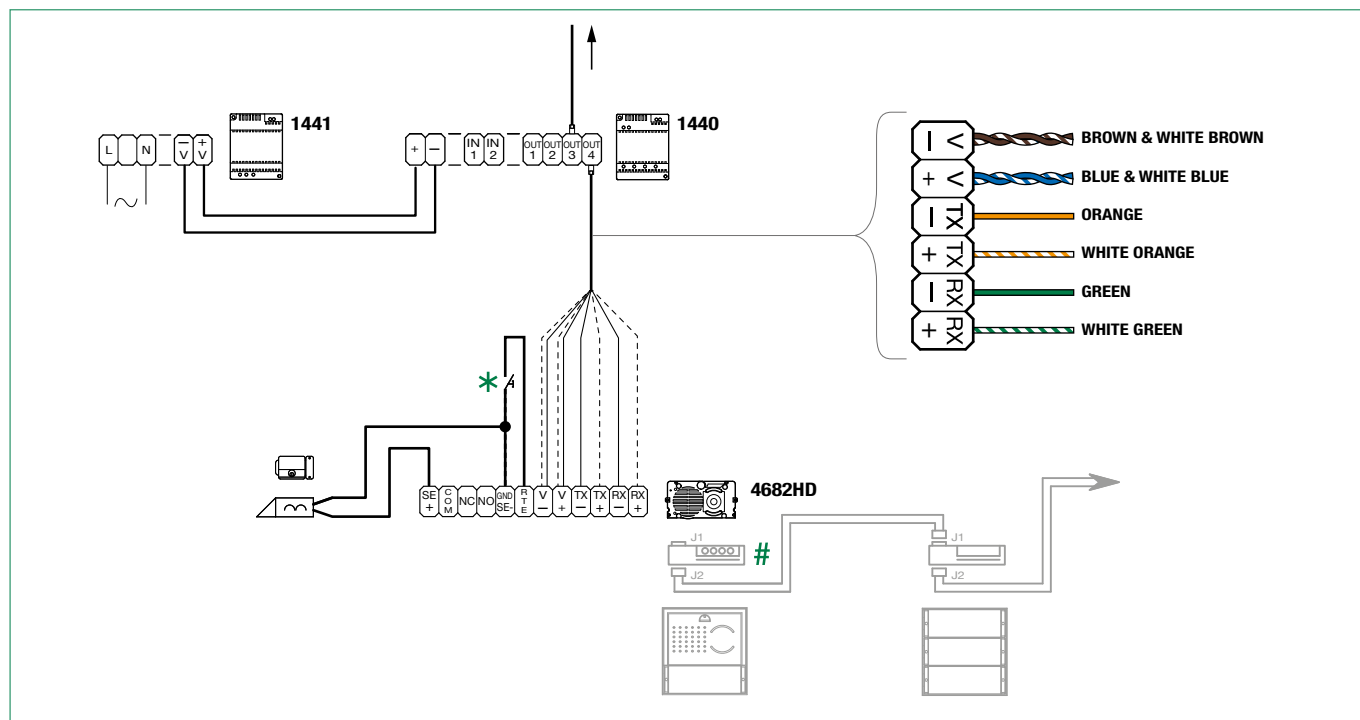 1441
1440
L N − V + V
+ − IN 1 IN 2 OUT 1 OUT 2 OUT 3 OUT 4
− V BROWN & WHITE BROWN
+ V BLUE & WHITE BLUE
− TX ORANGE
+ TX WHITE ORANGE
− RX GREEN
+ RX WHITE GREEN
*
SE + COM NC NO GND SE- RTE V − V + TX − TX + RX − RX +
4682HD
J1
#
J2
J1
J2